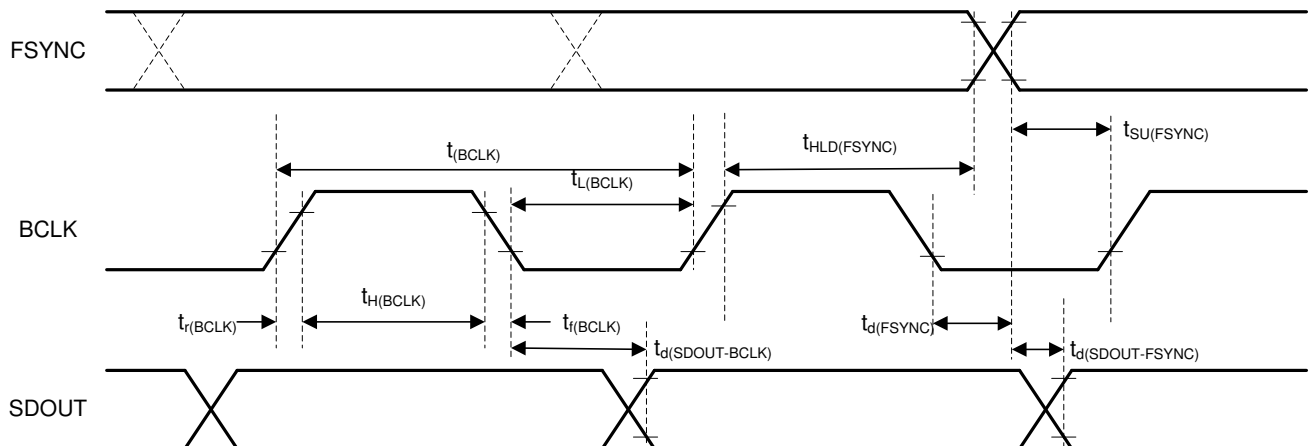 FSYNC
tSU(FSYNC)
tHLD(FSYNC)
t(BCLK)
tL(BCLK)
BCLK
tH(BCLK)
tr(BCLK)
tf(BCLK)
td(FSYNC)
td(SDOUT-BCLK)
td(SDOUT-FSYNC)
SDOUT